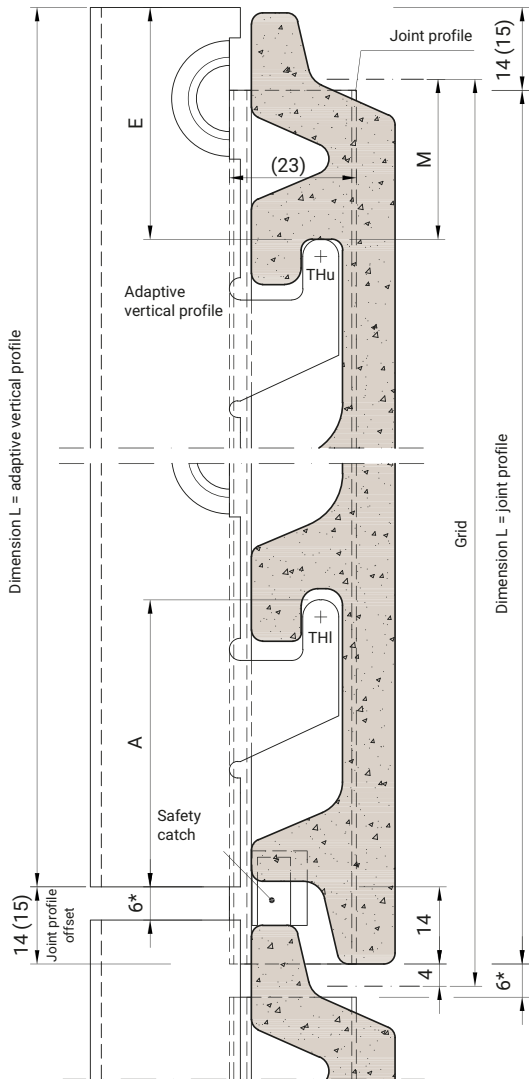 14 (15)
Joint profile
E
M
(23)
THu
Adaptive
vertical profile
Dimension L = adaptive vertical profile
Grid
Dimension L = joint profile
THl
A
Safety
catch
14 (15)
Joint profile
offset
6*
14
4
6*